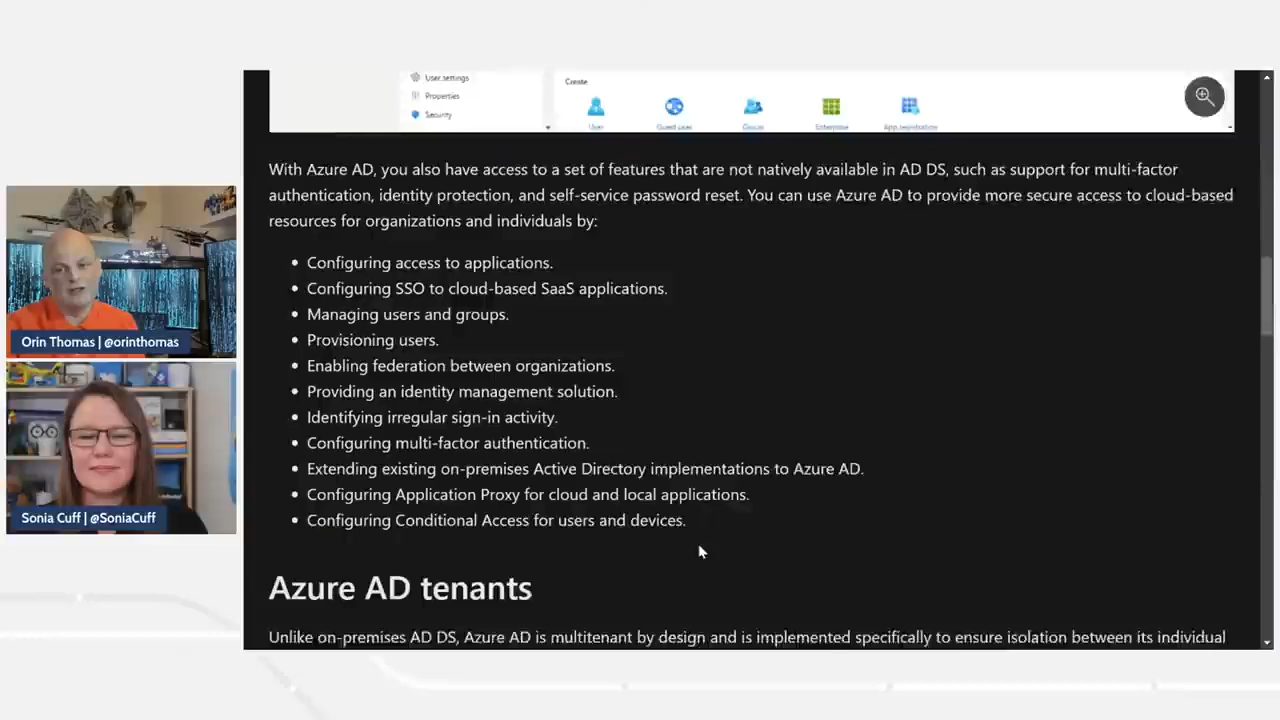 User settings
Properties
Security
Create
User
Guest user
Group
Enterprise
App registration
With Azure AD, you also have access to a set of features that are not natively available in AD DS, such as support for multi-factor
authentication, identity protection, and self-service password reset. You can use Azure AD to provide more secure access to cloud-based
resources for organizations and individuals by:
• Configuring access to applications.
• Configuring SSO to cloud-based SaaS applications.
• Managing users and groups.
• Provisioning users.
• Enabling federation between organizations.
• Providing an identity management solution.
• Identifying irregular sign-in activity.
• Configuring multi-factor authentication.
• Extending existing on-premises Active Directory implementations to Azure AD.
• Configuring Application Proxy for cloud and local applications.
• Configuring Conditional Access for users and devices.
Azure AD tenants
Unlike on-premises AD DS, Azure AD is multitenant by design and is implemented specifically to ensure isolation between its individual
Orin Thomas | @orinthomas
Sonia Cuff | @SoniaCuff